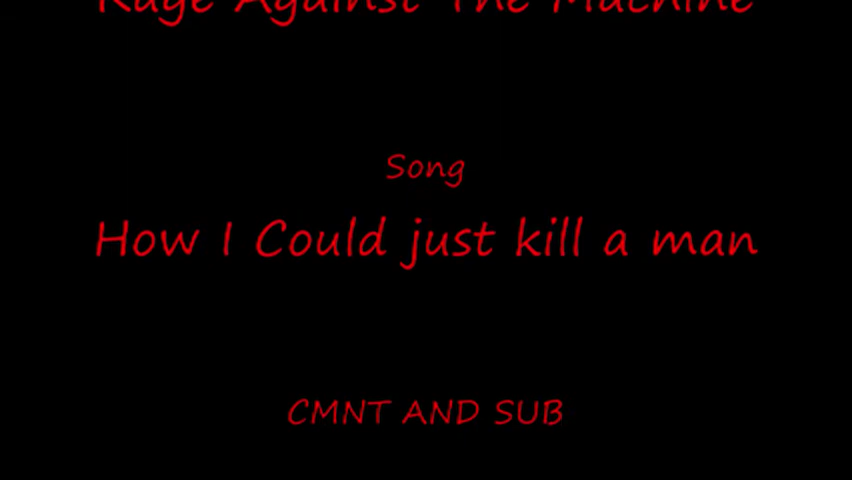 Rage Against The Machine
Song
How I Could just kill a man
CMNT AND SUB